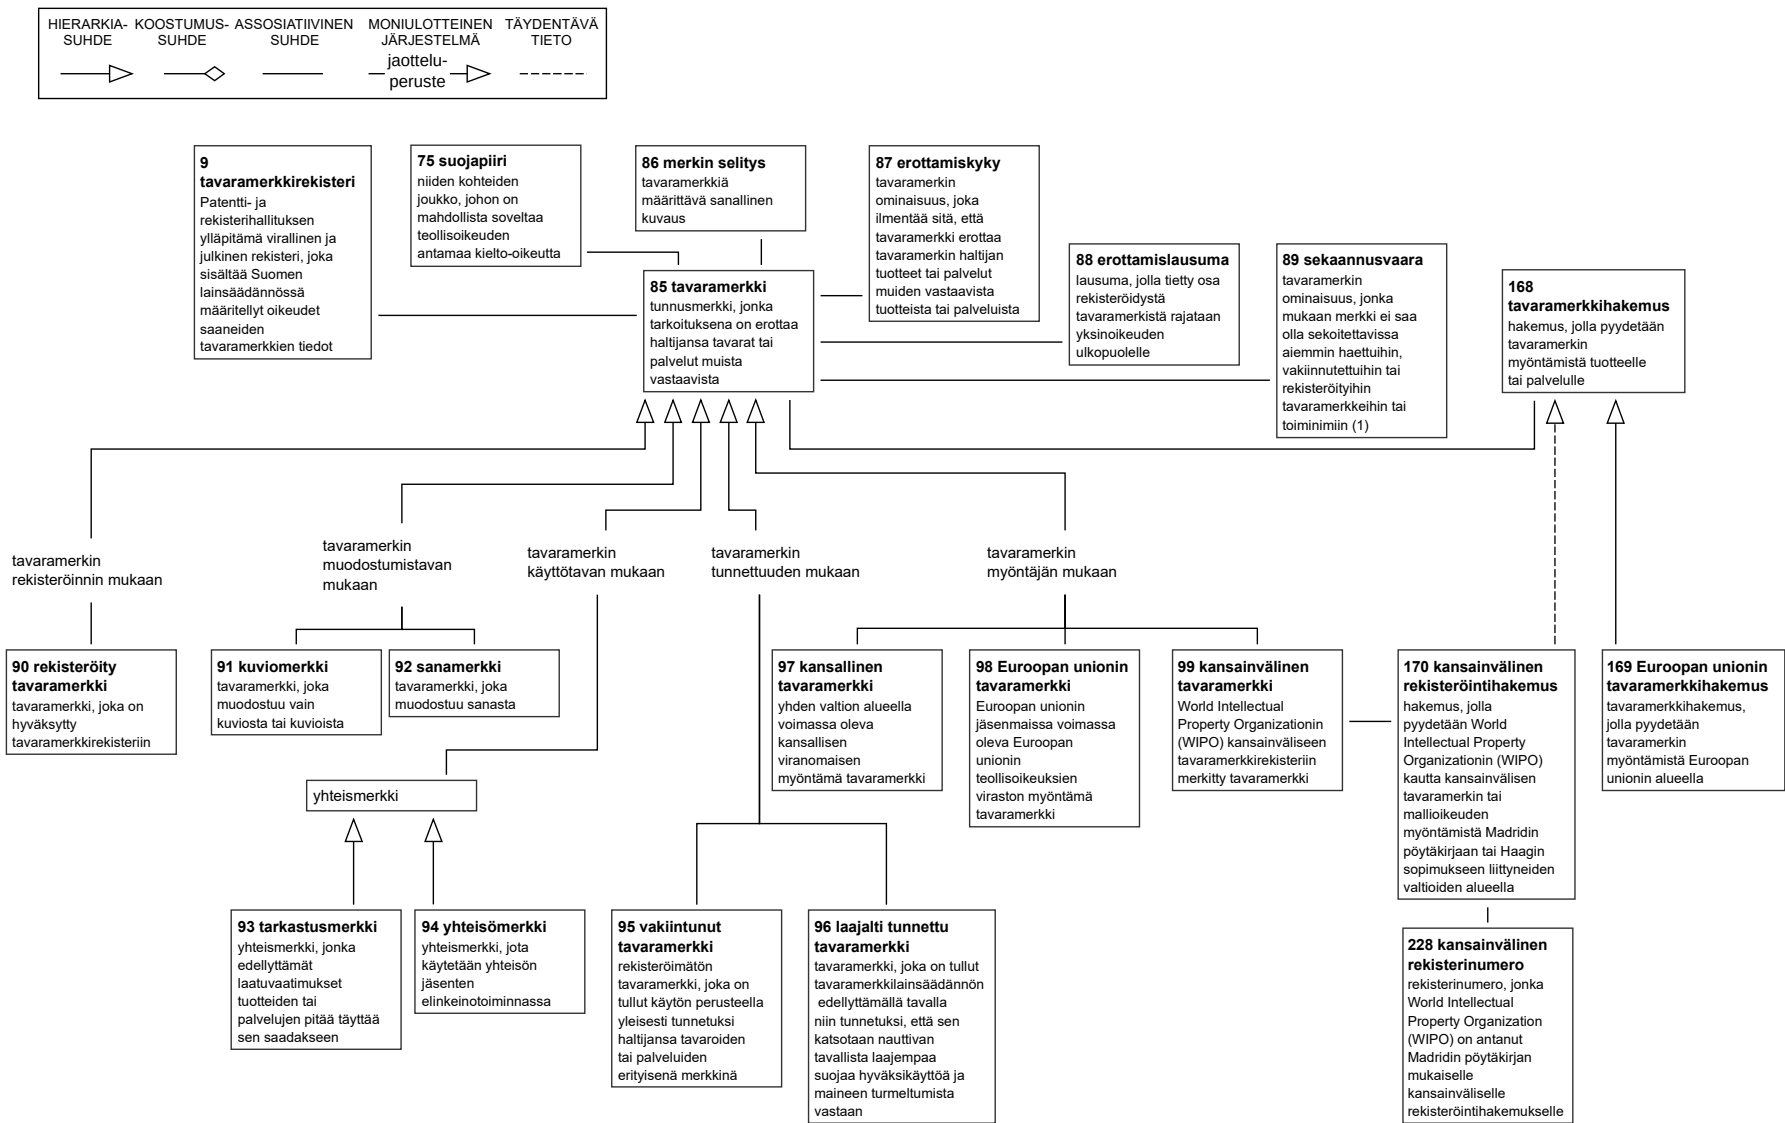 HIERARKIA-
SUHDE
KOOSTUMUS-
SUHDE
ASSOSIATIIVINEN
SUHDE
MONIULOTTEINEN
JÄRJESTELMÄ
jaottelu-
peruste
TÄYDENTÄVÄ
TIETO
9
tavaramerkkirekisteri
Patentti- ja
rekisterihallituksen
ylläpitämä virallinen ja
julkinen rekisteri, joka
sisältää Suomen
lainsäädännössä
määritellyt oikeudet
saaneiden
tavaramerkkien tiedot
75 suojapiiri
niiden kohteiden
joukko, johon on
mahdollista soveltaa
teollisoikeuden
antamaa kielto-oikeutta
86 merkin selitys
tavaramerkkiä
määrittävä sanallinen
kuvaus
87 erottamiskyky
tavaramerkin
ominaisuus, joka
ilmentää sitä, että
tavaramerkki erottaa
tavaramerkin haltijan
tuotteet tai palvelut
muiden vastaavista
tuotteista tai palveluista
85 tavaramerkki
tunnusmerkki, jonka
tarkoituksena on erottaa
haltijansa tavarat tai
palvelut muista
vastaavista
88 erottamislausuma
lausuma, jolla tietty osa
rekisteröidystä
tavaramerkistä rajataan
yksinoikeuden
ulkopuolelle
89 sekaannusvaara
tavaramerkin
ominaisuus, jonka
mukaan merkki ei saa
olla sekoitettavissa
aiemmin haettuihin,
vakiinnutettuihin tai
rekisteröityihin
tavaramerkkeihin tai
toiminimiin (1)
168
tavaramerkkihakemus
hakemus, jolla pyydetään
tavaramerkin
myöntämistä tuotteelle
tai palvelulle
tavaramerkin
rekisteröinnin mukaan
tavaramerkin
muodostumistavan
mukaan
tavaramerkin
käyttötavan mukaan
tavaramerkin
tunnettuuden mukaan
tavaramerkin
myöntäjän mukaan
90 rekisteröity
tavaramerkki
tavaramerkki, joka on
hyväksytty
tavaramerkkirekisteriin
91 kuviomerkki
tavaramerkki, joka
muodostuu vain
kuviosta tai kuvioista
92 sanamerkki
tavaramerkki, joka
muodostuu sanasta
97 kansallinen
tavaramerkki
yhden valtion alueella
voimassa oleva
kansallisen
viranomaisen
myöntämä tavaramerkki
98 Euroopan unionin
tavaramerkki
Euroopan unionin
jäsenmaissa voimassa
oleva Euroopan
unionin
teollisoikeuksien
viraston myöntämä
tavaramerkki
99 kansainvälinen
tavaramerkki
World Intellectual
Property Organizationin
(WIPO) kansainväliseen
tavaramerkkirekisteriin
merkitty tavaramerkki
170 kansainvälinen
rekisteröintihakemus
hakemus, jolla
pyydetään World
Intellectual Property
Organizationin (WIPO)
kautta kansainvälisen
tavaramerkin tai
mallioikeuden
myöntämistä Madridin
pöytäkirjaan tai Haagin
sopimukseen liittyneiden
valtioiden alueella
169 Euroopan unionin
tavaramerkkihakemus
tavaramerkkihakemus,
jolla pyydetään
tavaramerkin
myöntämistä Euroopan
unionin alueella
yhteismerkki
93 tarkastusmerkki
yhteismerkki, jonka
edellyttämät
laatuvaatimukset
tuotteiden tai
palvelujen pitää täyttää
sen saadakseen
94 yhteisömerkki
yhteismerkki, jota
käytetään yhteisön
jäsenten
elinkeinotoiminnassa
95 vakiintunut
tavaramerkki
rekisteröimätön
tavaramerkki, joka on
tullut käytön perusteella
yleisesti tunnetuksi
haltijansa tavaroiden
tai palveluiden
erityisenä merkkinä
96 laajalti tunnettu
tavaramerkki
tavaramerkki, joka on tullut
tavaramerkkilainsäädännön
edellyttämällä tavalla
niin tunnetuksi, että sen
katsotaan nauttivan
tavallista laajempaa
suojaa hyväksikäyttöä ja
maineen turmeltumista
vastaan
228 kansainvälinen
rekisterinumero
rekisterinumero, jonka
World Intellectual
Property Organization
(WIPO) on antanut
Madridin pöytäkirjan
mukaiselle
kansainväliselle
rekisteröintihakemukselle